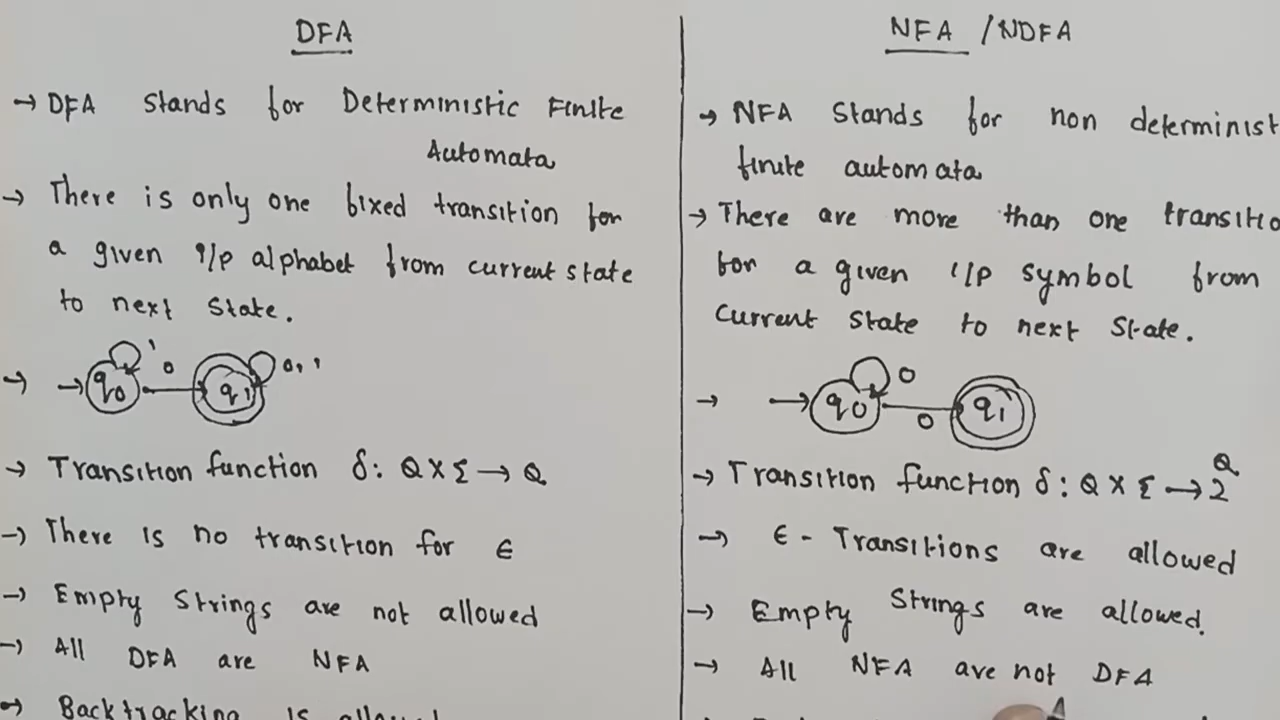 DFA
→ DFA stands for Deterministic Finite
Automata
→ There is only one fixed transition for
a given i/p alphabet from current state
to next state.
→ → q0 1 0 q1 0,1
→ Transition function δ: Q × Σ → Q
→ There is no transition for ϵ
→ Empty strings are not allowed
→ All DFA are NFA
→ Backtracking is allowed
NFA /NDFA
→ NFA stands for non determinist
finite automata
→ There are more than one transitio
for a given i/p symbol from
current state to next state.
→ → q0 0 0 q1
→ Transition function δ: Q × Σ → 2^Q
→ ϵ - Transitions are allowed
→ Empty strings are allowed.
→ All NFA are not DFA